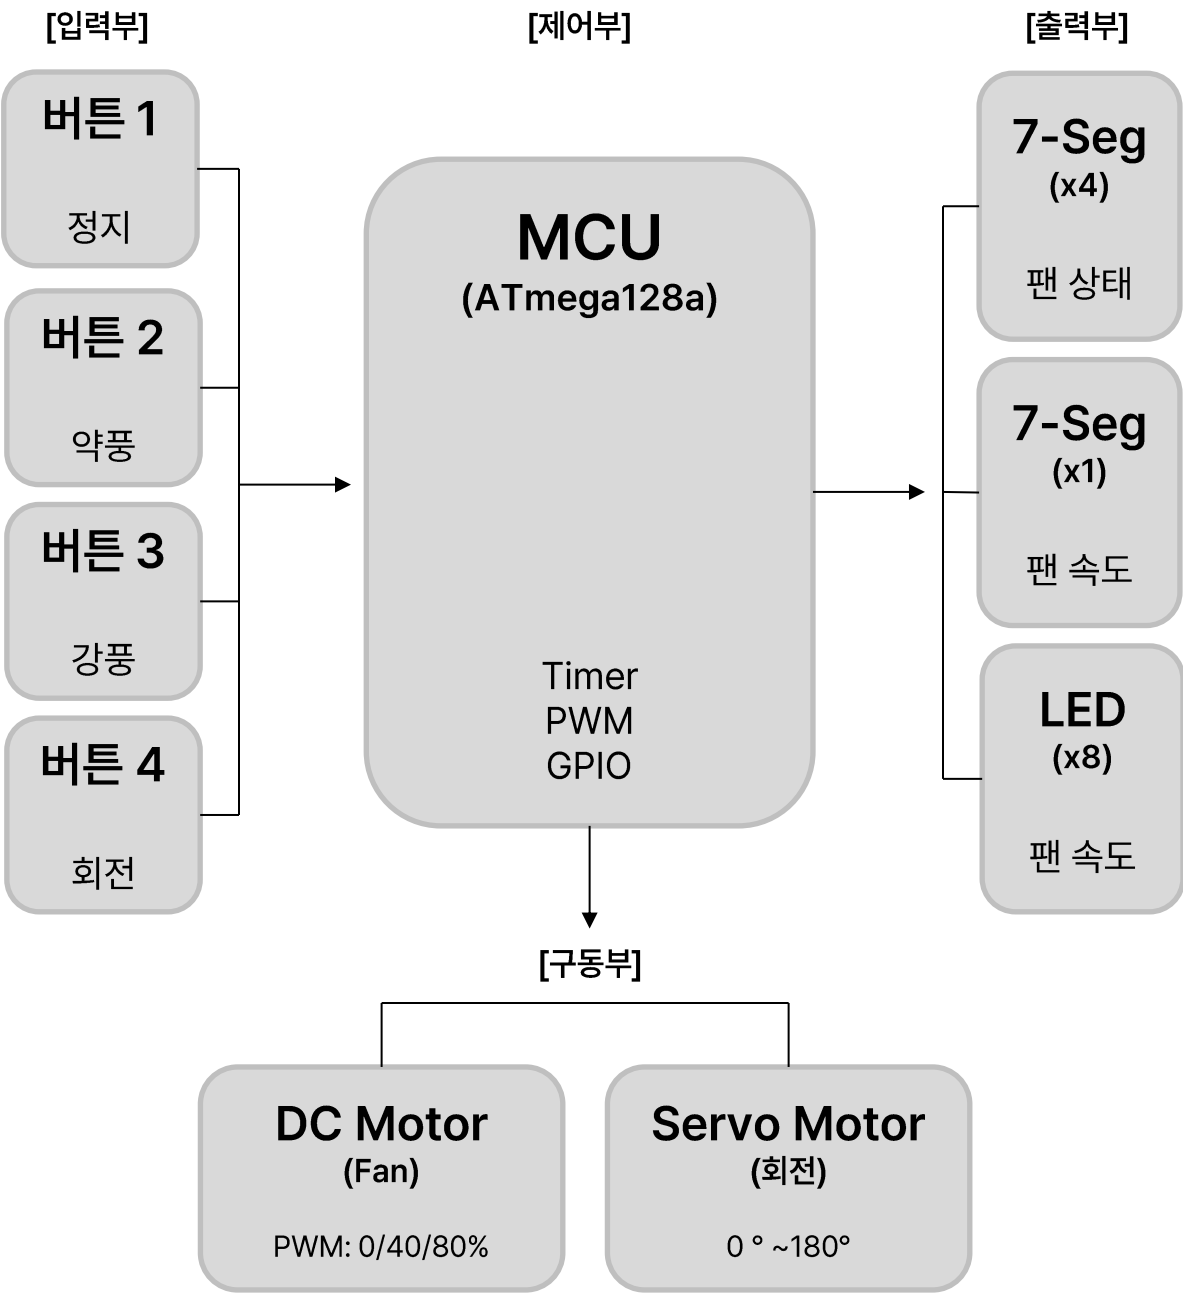 [입력부]
버튼 1
정지
버튼 2
약풍
버튼 3
강풍
버튼 4
회전
[제어부]
MCU
(ATmega128a)
Timer
PWM
GPIO
[출력부]
7-Seg
(x4)
팬 상태
7-Seg
(x1)
팬 속도
LED
(x8)
팬 속도
[구동부]
DC Motor
(Fan)
PWM: 0/40/80%
Servo Motor
(회전)
0 ° ~180°